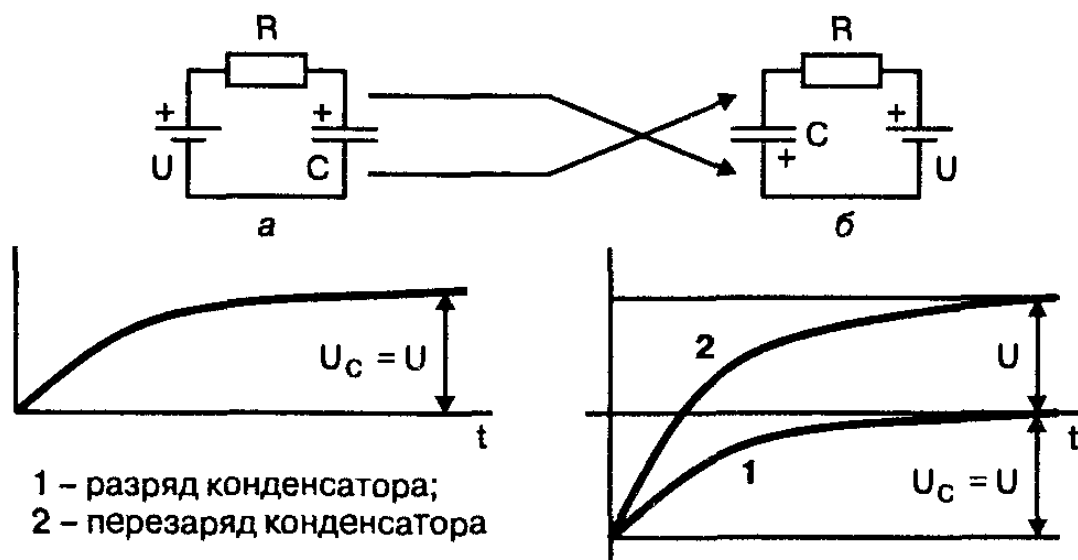 R
+
+
U
C
а
R
C
+
+
U
б
U_C = U
t
2
U
1
t
U_C = U
1 – разряд конденсатора;
2 – перезаряд конденсатора